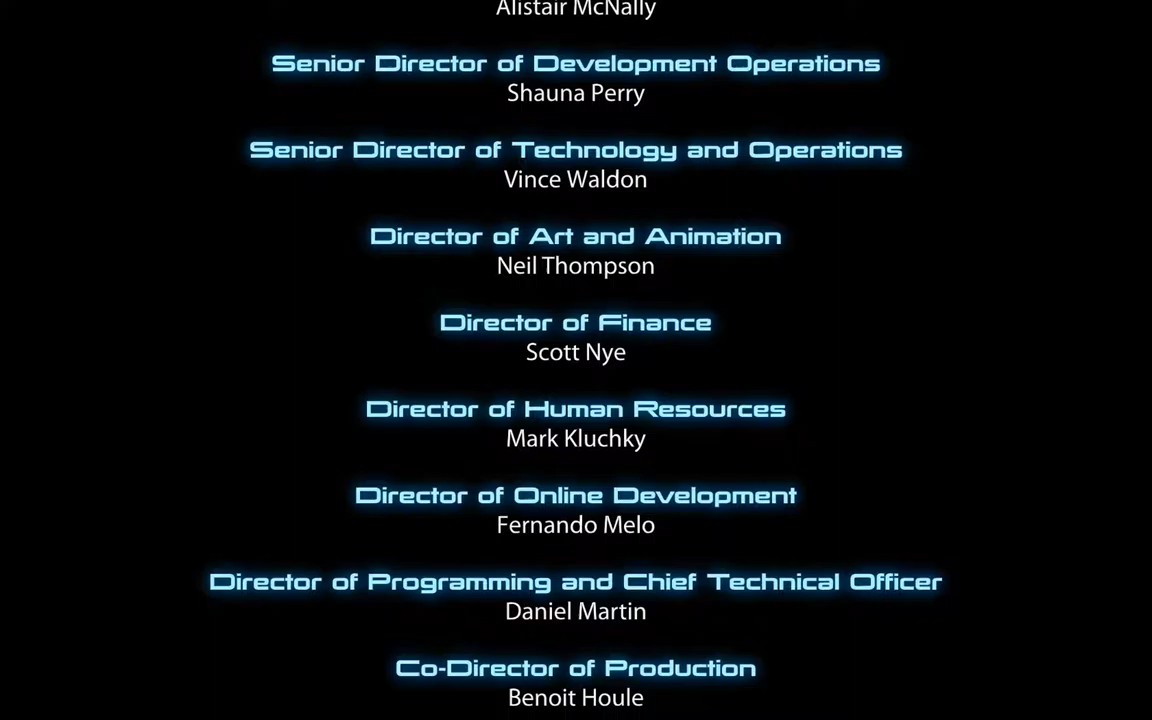 Alistair McNally
Senior Director of Development Operations
Shauna Perry
Senior Director of Technology and Operations
Vince Waldon
Director of Art and Animation
Neil Thompson
Director of Finance
Scott Nye
Director of Human Resources
Mark Kluchky
Director of Online Development
Fernando Melo
Director of Programming and Chief Technical Officer
Daniel Martin
Co-Director of Production
Benoit Houle